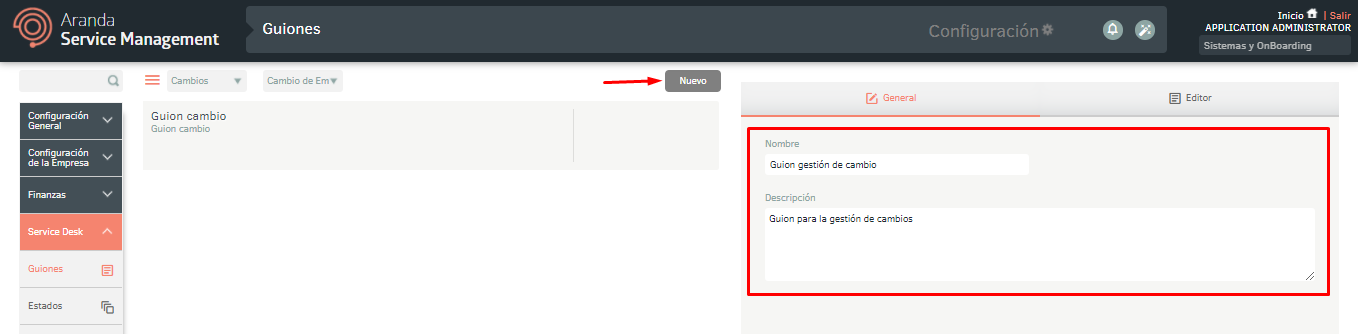 Aranda
Service Management
Guiones
Configuración
Inicio | Salir
APPLICATION ADMINISTRATOR
Sistemas y OnBoarding
Cambios
Cambio de Em
Nuevo
Configuración
General
Configuración
de la Empresa
Finanzas
Service Desk
Guiones
Estados
Guion cambio
Guion cambio
General
Editor
Nombre
Guion gestión de cambio
Descripción
Guion para la gestión de cambios